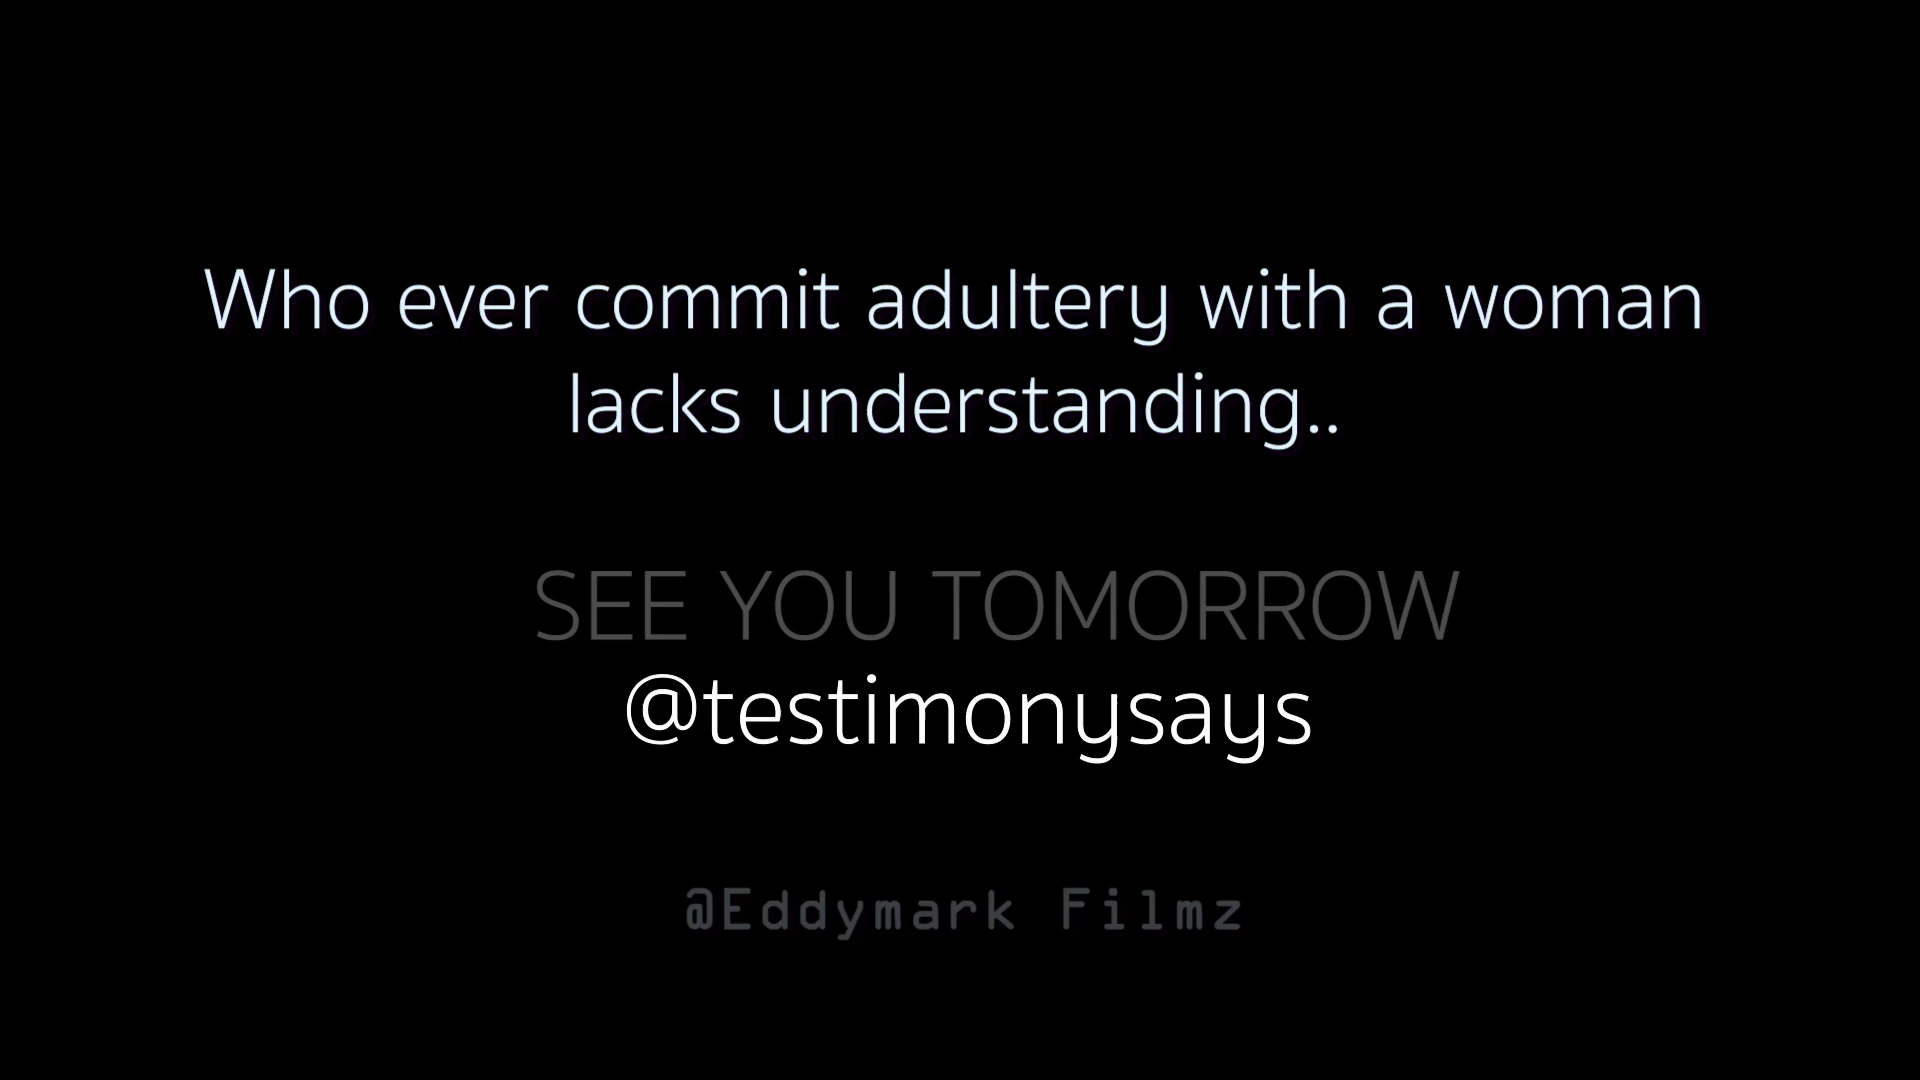 Who ever commit adultery with a woman
lacks understanding..
SEE YOU TOMORROW
@testimonysays
@Eddymark Filmz